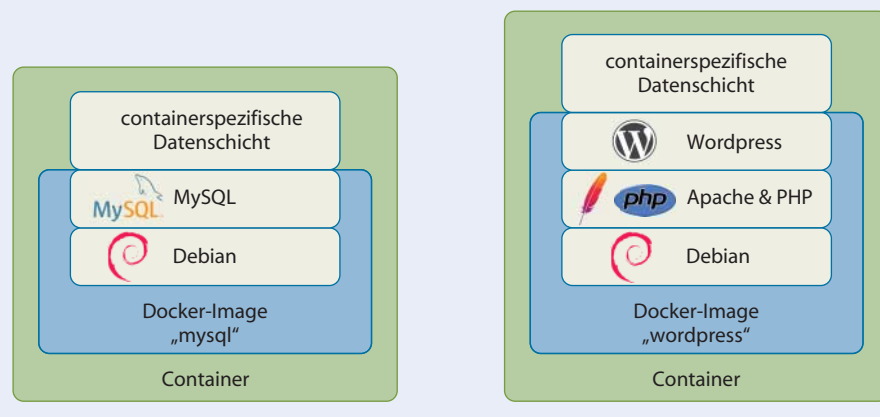 containerspezifische
Datenschicht
MySQL
MySQL
Debian
Docker-Image
„mysql“
Container
containerspezifische
Datenschicht
W
Wordpress
php
Apache & PHP
Debian
Docker-Image
„wordpress“
Container